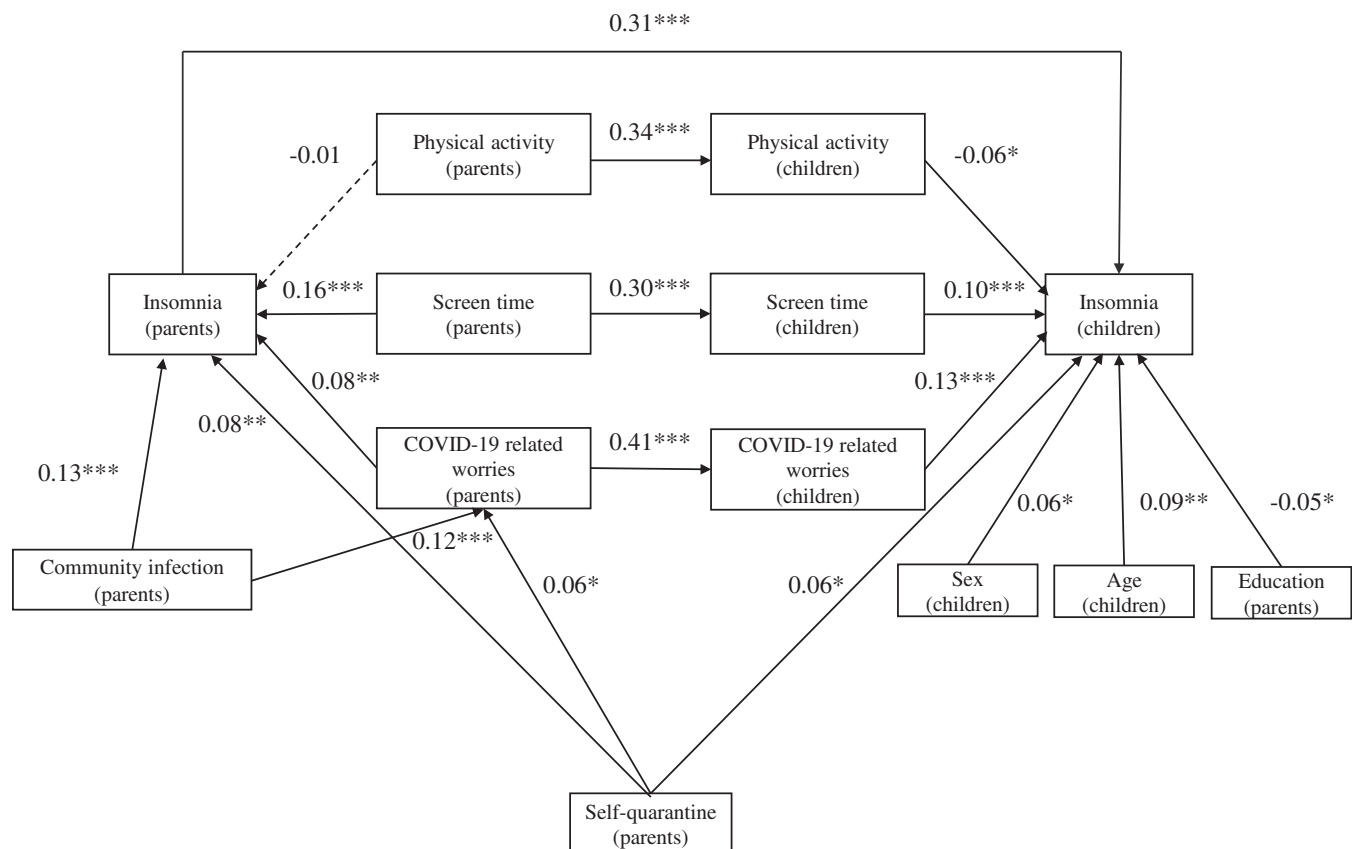 0.31***
Physical activity
(parents)
0.34***
Physical activity
(children)
-0.01
-0.06*
Insomnia
(parents)
0.16***
Screen time
(parents)
0.30***
Screen time
(children)
0.10***
Insomnia
(children)
0.08**
0.13***
0.08**
COVID-19 related
worries
(parents)
0.41***
COVID-19 related
worries
(children)
0.13***
0.12***
0.06*
0.06*
0.06*
0.09**
-0.05*
Community infection
(parents)
Sex
(children)
Age
(children)
Education
(parents)
Self-quarantine
(parents)